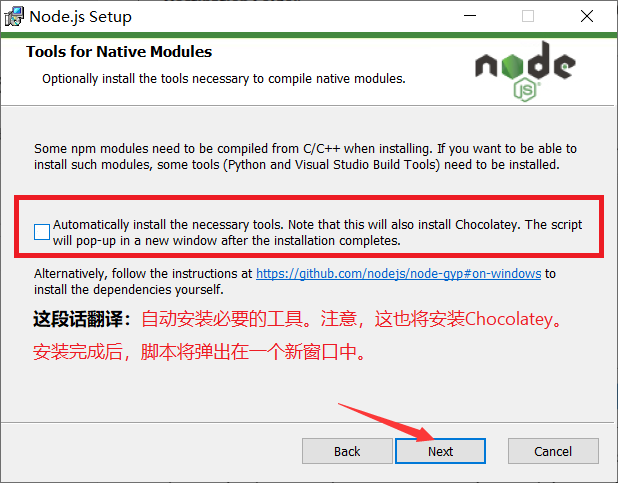 Node.js Setup
Tools for Native Modules
Optionally install the tools necessary to compile native modules.
node
JS
Some npm modules need to be compiled from C/C++ when installing. If you want to be able to
install such modules, some tools (Python and Visual Studio Build Tools) need to be installed.
Automatically install the necessary tools. Note that this will also install Chocolatey. The script
will pop-up in a new window after the installation completes.
Alternatively, follow the instructions at https://github.com/nodejs/node-gyp#on-windows to
install the dependencies yourself.
这段话翻译：自动安装必要的工具。注意，这也将安装Chocolatey。
安装完成后，脚本将弹出在一个新窗口中。
Back Next Cancel